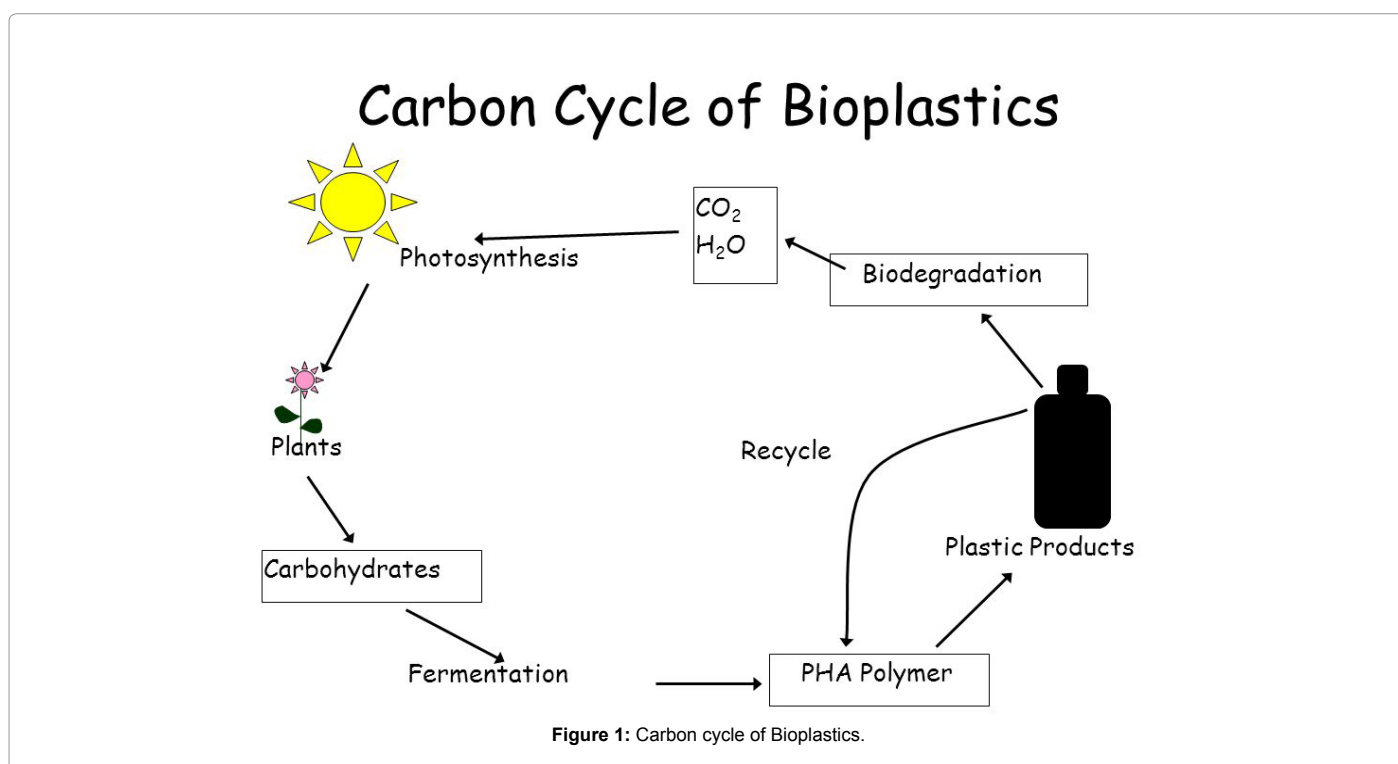 Carbon Cycle of Bioplastics
CO₂
H₂O
Photosynthesis
Biodegradation
Plants
Recycle
Plastic Products
Carbohydrates
Fermentation
PHA Polymer
Figure 1: Carbon cycle of Bioplastics.